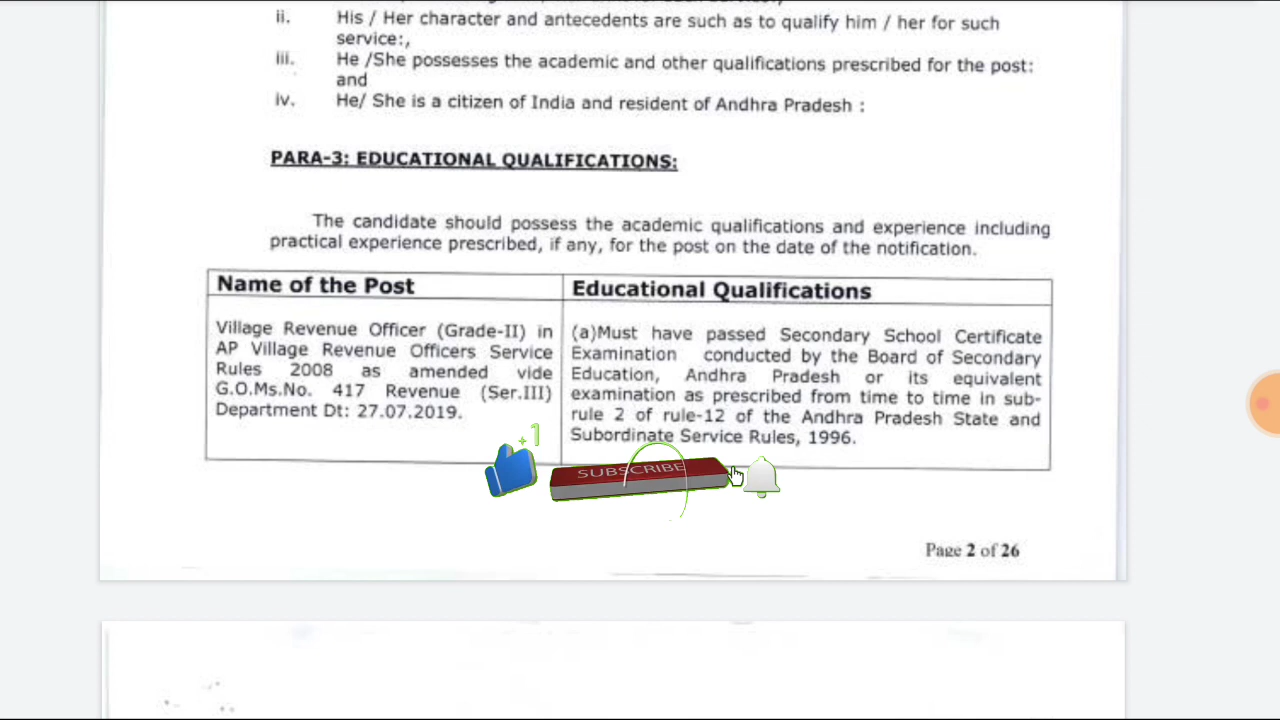 ii. His / Her character and antecedents are such as to qualify him / her for such
service:,
iii. He /She possesses the academic and other qualifications prescribed for the post:
and
iv. He/ She is a citizen of India and resident of Andhra Pradesh :
PARA-3: EDUCATIONAL QUALIFICATIONS:
The candidate should possess the academic qualifications and experience including
practical experience prescribed, if any, for the post on the date of the notification.
Name of the Post
Village Revenue Officer (Grade-II) in
AP Village Revenue Officers Service
Rules 2008 as amended vide
G.O.Ms.No. 417 Revenue (Ser.III)
Department Dt: 27.07.2019.
Educational Qualifications
(a)Must have passed Secondary School Certificate
Examination conducted by the Board of Secondary
Education, Andhra Pradesh or its equivalent
examination as prescribed from time to time in sub-
rule 2 of rule-12 of the Andhra Pradesh State and
Subordinate Service Rules, 1996.
+1
SUBSCRIBE
Page 2 of 26